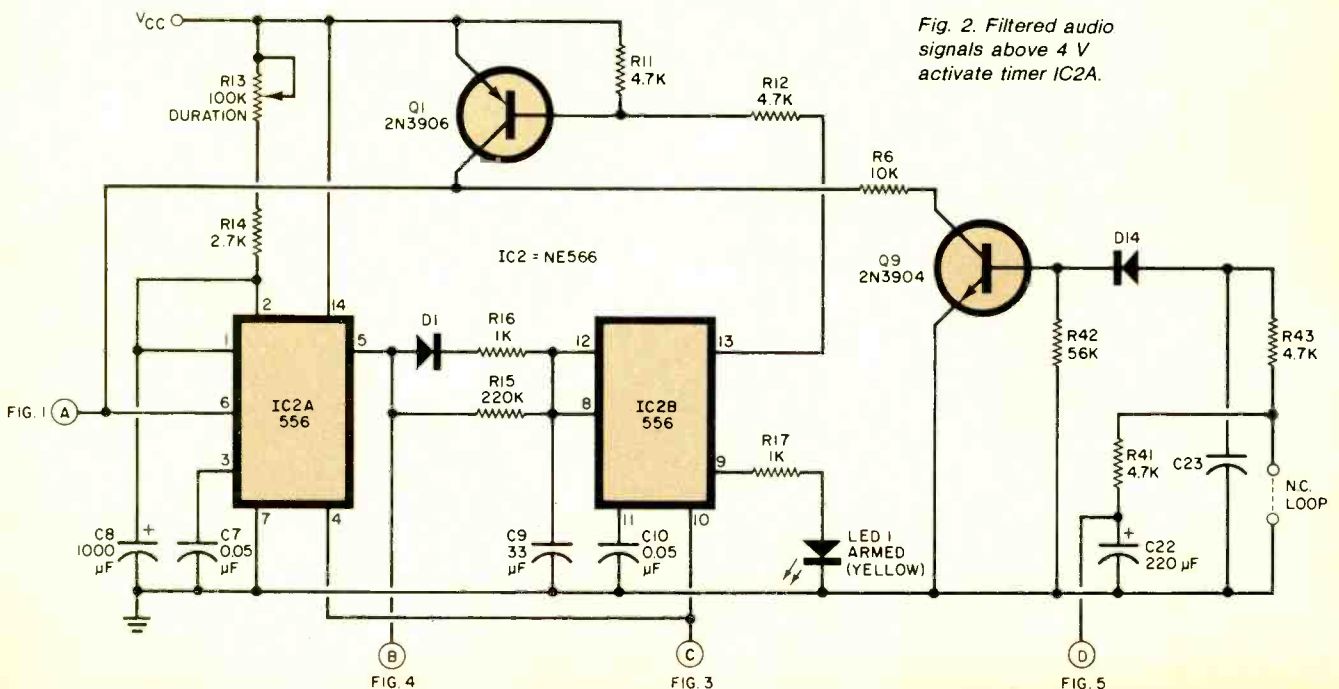 VCC
Fig. 2. Filtered audio
signals above 4 V
activate timer IC2A.
R13
100K
DURATION
R11
4.7K
R12
4.7K
Q1
2N3906
R6
10K
R14
2.7K
IC2 = NE566
Q9
2N3904
D14
2
14
1
5
D1
R16
1K
12
13
R42
56K
R43
4.7K
FIG. 1
A
6
IC2A
556
R15
220K
8
IC2B
556
R17
1K
3
9
R41
4.7K
C23
N.C.
LOOP
7
4
11
10
C8
1000
µF
+
C7
0.05
µF
C9
33
µF
C10
0.05
µF
LED 1
ARMED
(YELLOW)
+
C22
220 µF
B
FIG. 4
C
FIG. 3
D
FIG. 5